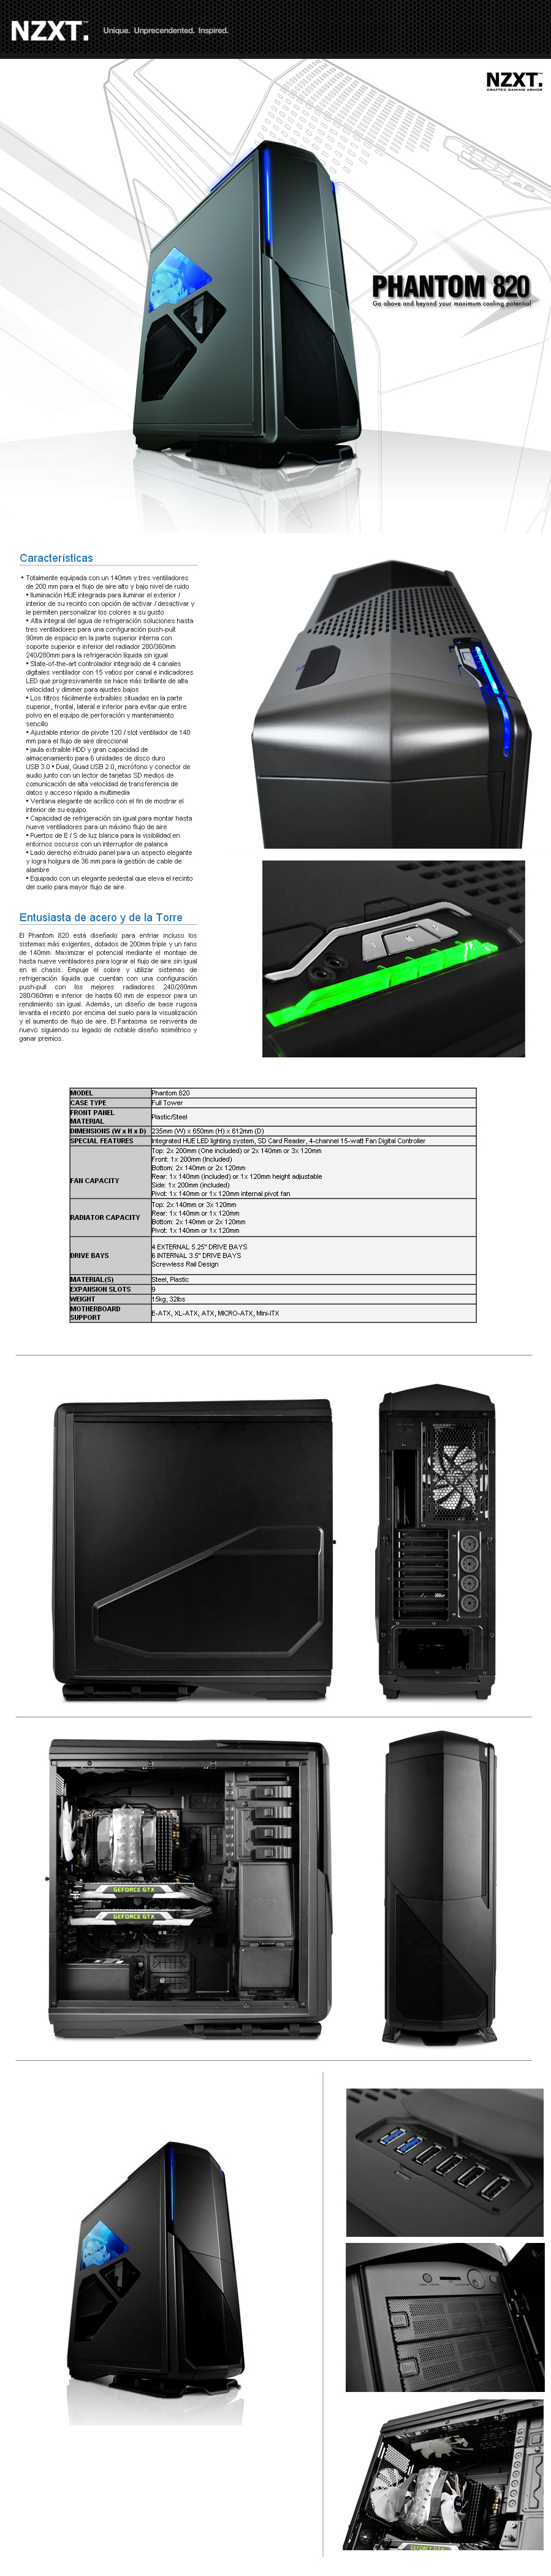 NZXT.
Unique. Unprecendented. Inspired.
NZXT.
CRAFTED GAMING ARMOR
PHANTOM 820
Go above and beyond your maximum cooling potential
Características
• Totalmente equipada con un 140mm y tres ventiladores
de 200 mm para el flujo de aire alto y bajo nivel de ruido
• Iluminación HUE integrada para iluminar el exterior /
interior de su recinto con opción de activar / desactivar y
le permiten personalizar los colores a su gusto
• Alta integral del agua de refrigeración soluciones hasta
tres ventiladores para una configuración push-pull:
90mm de espacio en la parte superior interna con
soporte superior e inferior del radiador 280/360mm
240/280mm para la refrigeración líquida sin igual
• State-of-the-art controlador integrado de 4 canales
digitales ventilador con 15 vatios por canal e indicadores
LED que progresivamente se hace más brillante de alta
velocidad y dimmer para ajustes bajos
• Los filtros fácilmente extraíbles situadas en la parte
superior, frontal, lateral e inferior para evitar que entre
polvo en el equipo de perforación y mantenimiento
sencillo
• Ajustable interior de pivote 120 / slot ventilador de 140
mm para el flujo de aire direccional
• jaula extraíble HDD y gran capacidad de
almacenamiento para 6 unidades de disco duro
USB 3.0 • Dual, Quad USB 2.0, micrófono y conector de
audio junto con un lector de tarjetas SD medios de
comunicación de alta velocidad de transferencia de
datos y acceso rápido a multimedia
• Ventana elegante de acrílico con el fin de mostrar el
interior de su equipo
• Capacidad de refrigeración sin igual para montar hasta
nueve ventiladores para un máximo flujo de aire
• Puertos de E / S de luz blanca para la visibilidad en
entornos oscuros con un interruptor de palanca
• Lado derecho extruido panel para un aspecto elegante
y logra holgura de 36 mm para la gestión de cable de
alambre
• Equipado con un elegante pedestal que eleva el recinto
del suelo para mayor flujo de aire.
Entusiasta de acero y de la Torre
El Phantom 820 está diseñado para enfriar incluso los
sistemas más exigentes, dotados de 200mm triple y un fans
de 140mm. Maximizar el potencial mediante el montaje de
hasta nueve ventiladores para lograr el flujo de aire sin igual
en el chasis. Empuje el sobre y utilizar sistemas de
refrigeración líquida que cuentan con una configuración
push-pull con los mejores radiadores 240/280mm
280/360mm e inferior de hasta 60 mm de espesor para un
rendimiento sin igual. Además, un diseño de base rugosa
levanta el recinto por encima del suelo para la visualización
y el aumento de flujo de aire. El Fantasma se reinventa de
nuevo siguiendo su legado de notable diseño asimétrico y
ganar premios.
MODEL Phantom 820
CASE TYPE Full Tower
FRONT PANEL
MATERIAL Plastic/Steel
DIMENSIONS (W x H x D) 235mm (W) x 650mm (H) x 612mm (D)
SPECIAL FEATURES Integrated HUE LED lighting system, SD Card Reader, 4-channel 15-watt Fan Digital Controller
FAN CAPACITY
Top: 2x 200mm (One included) or 2x 140mm or 3x 120mm
Front: 1x 200mm (Included)
Bottom: 2x 140mm or 2x 120mm
Rear: 1x 140mm (included) or 1x 120mm height adjustable
Side: 1x 200mm (included)
Pivot: 1x 140mm or 1x 120mm internal pivot fan
RADIATOR CAPACITY
Top: 2x 140mm or 3x 120mm
Rear: 1x 140mm or 1x 120mm
Bottom: 2x 140mm or 2x 120mm
Pivot: 1x 140mm or 1x 120mm
DRIVE BAYS
4 EXTERNAL 5.25" DRIVE BAYS
6 INTERNAL 3.5" DRIVE BAYS
Screwless Rail Design
MATERIAL(S) Steel, Plastic
EXPANSION SLOTS 9
WEIGHT 15kg, 32lbs
MOTHERBOARD
SUPPORT E-ATX, XL-ATX, ATX, MICRO-ATX, Mini-ITX
GEFORCE GTX
GEFORCE GTX
GEFORCE GTX